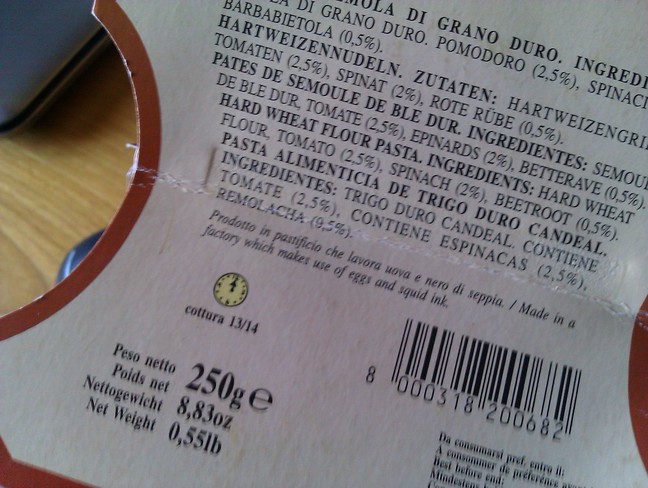 DI GRANO DURO. INGREDI
DI GRANO DURO. POMODORO (2,5%), SPINACI
BARBABIETOLA (0,5%).
HARTWEIZENNUDELN. ZUTATEN: HARTWEIZENGRI
TOMATEN (2,5%), SPINAT (2%), ROTE RÜBE (0,5%).
PATES DE SEMOULE DE BLE DUR. INGREDIENTES: SEMOU
DE BLE DUR, TOMATE (2,5%), EPINARDS (2%), BETTERAVE (0,5%).
HARD WHEAT FLOUR PASTA. INGREDIENTS: HARD WHEAT
FLOUR, TOMATO (2,5%), SPINACH (2%), BEETROOT (0,5%).
PASTA ALIMENTICIA DE TRIGO DURO CANDEAL.
INGREDIENTES: TRIGO DURO CANDEAL. CONTIENE
TOMATE (2,5%), CONTIENE ESPINACAS (2,5%),
REMOLACHA
Prodotto in pastificio che lavora uova e nero di seppia. / Made in a
factory which makes use of eggs and squid ink.
cottura 13/14
Peso netto
Poids net
Nettogewicht
Net Weight
250g e
8,83oz
0,55lb
8 000318 200682
Da consumarsi pref. entro il:
A consommer de préférence
Best before end:
Mindestens